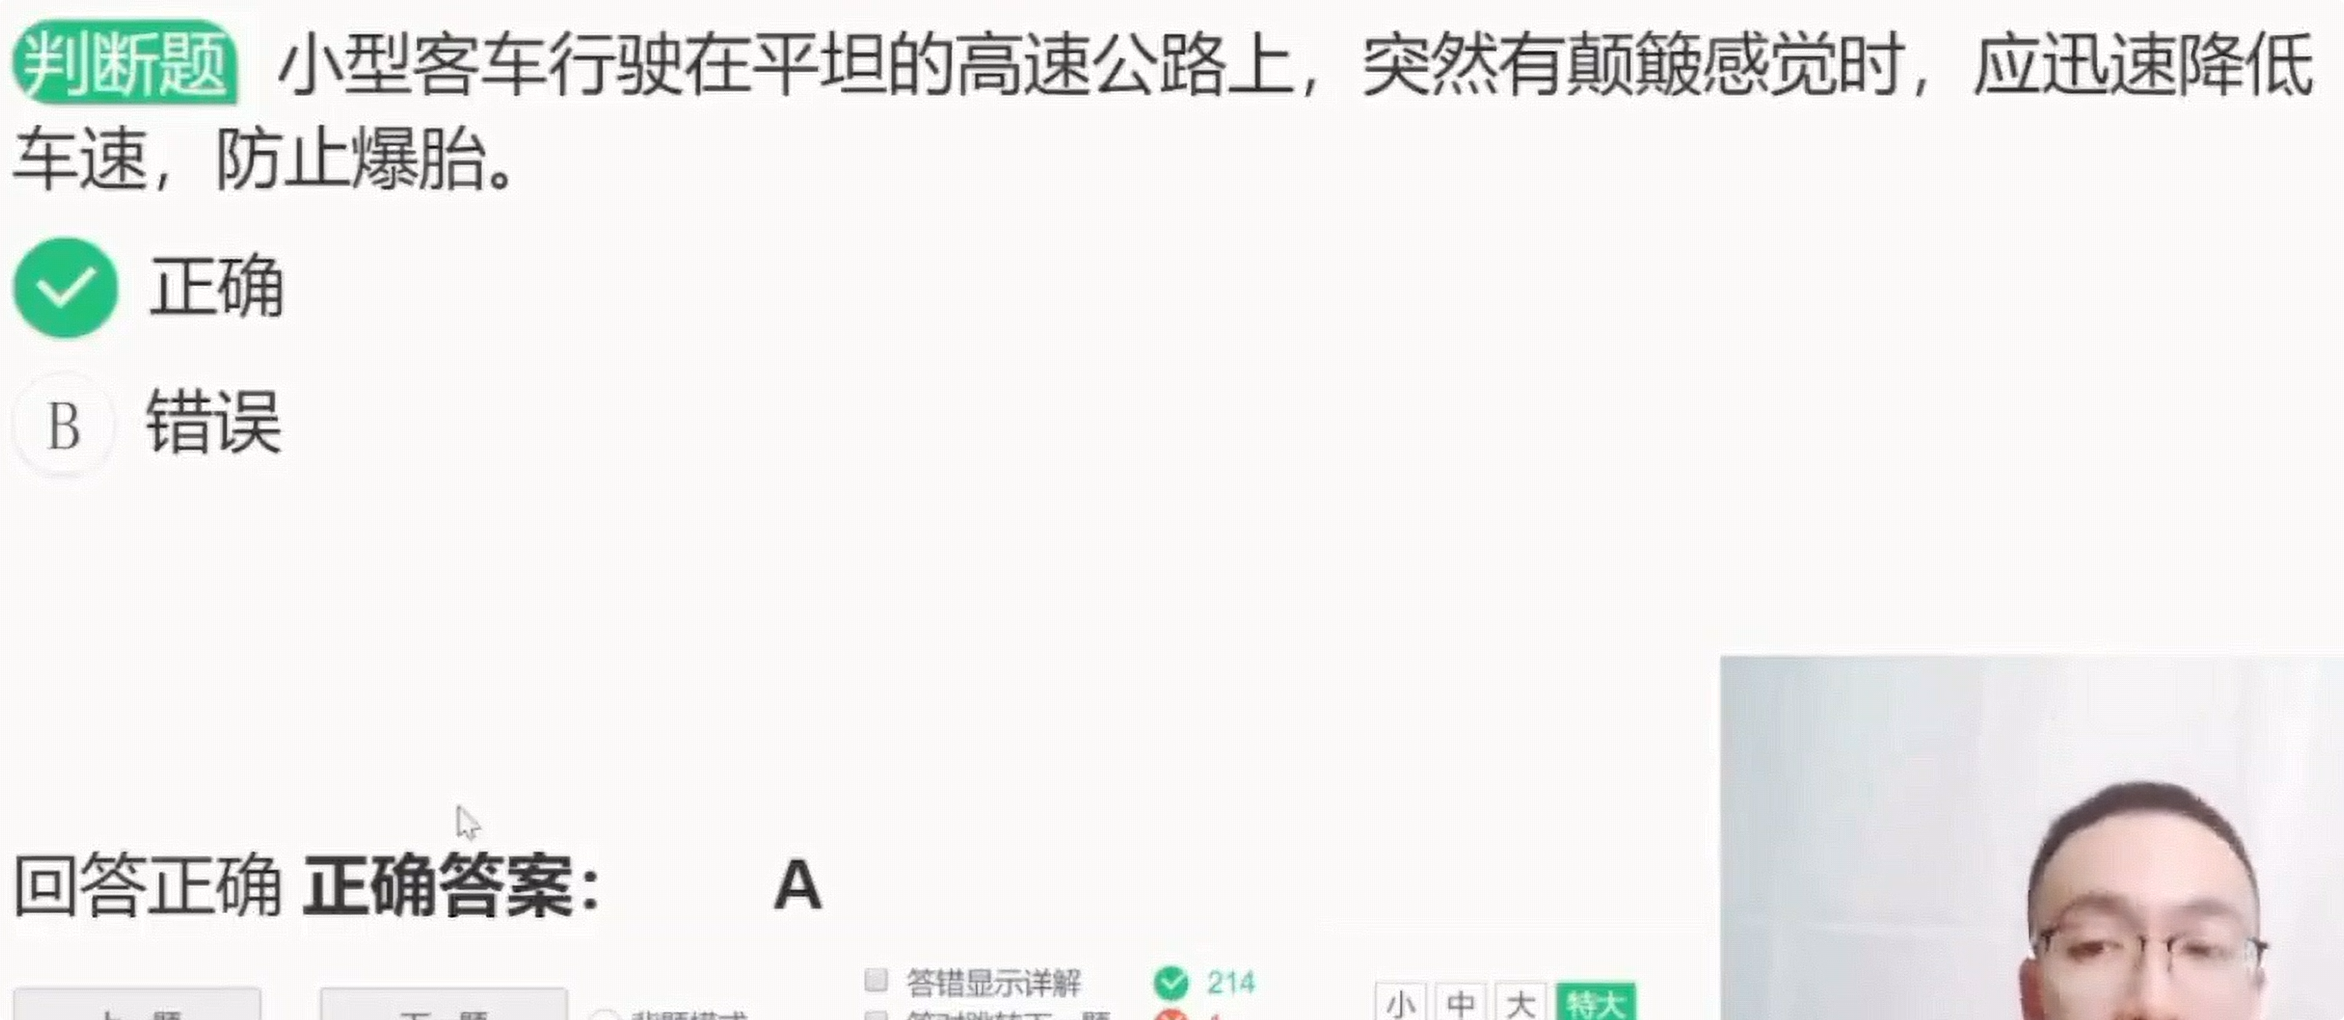 判断题 小型客车行驶在平坦的高速公路上，突然有颠簸感觉时，应迅速降低
车速，防止爆胎。
正确
B 错误
回答正确 正确答案： A
答错显示详解 214
小 中 大 特大